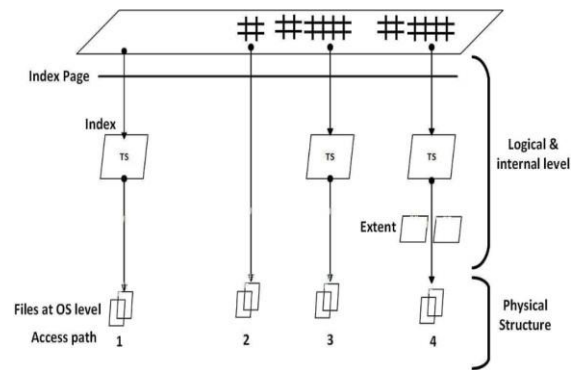 Index Page
Index
TS
TS
TS
Logical &
internal level
Extent
Files at OS level
Physical
Structure
Access path
1
2
3
4